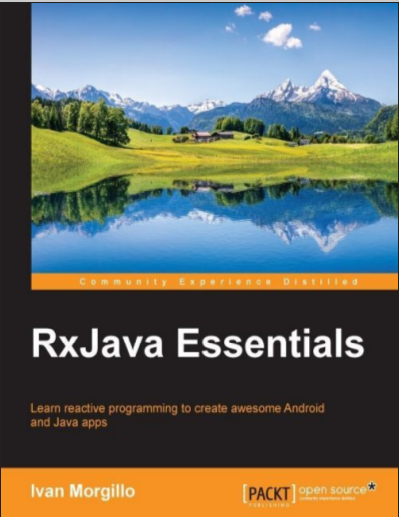 Community Experience Distilled
RxJava Essentials
Learn reactive programming to create awesome Android
and Java apps
Ivan Morgillo
[PACKT] open source*
PUBLISHING